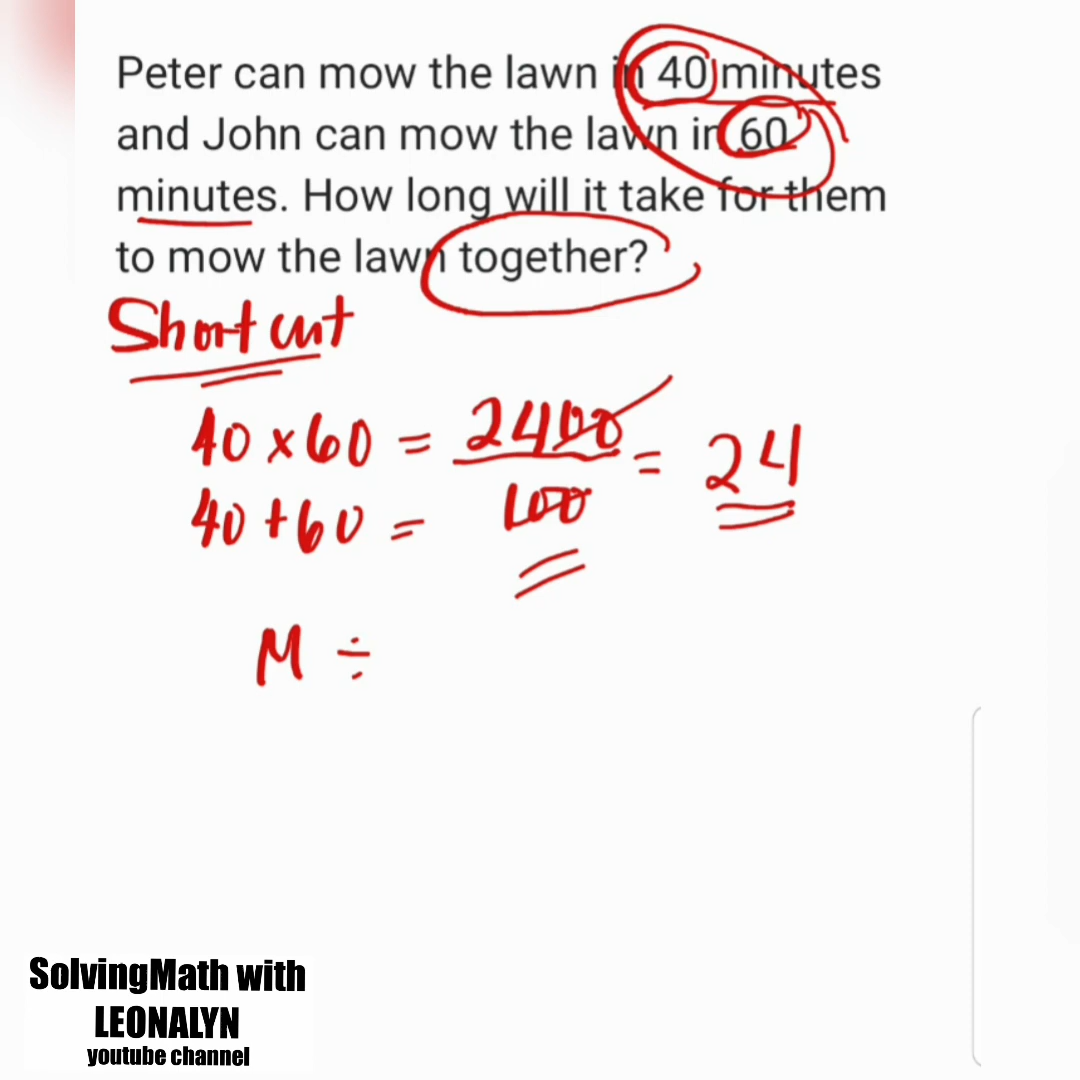 Peter can mow the lawn in 40 minutes
and John can mow the lawn in 60
minutes. How long will it take for them
to mow the lawn together?
Short cut
40 × 60 = 2400 = 24
40 + 60 = 100
M ÷
SolvingMath with
LEONALYN
youtube channel